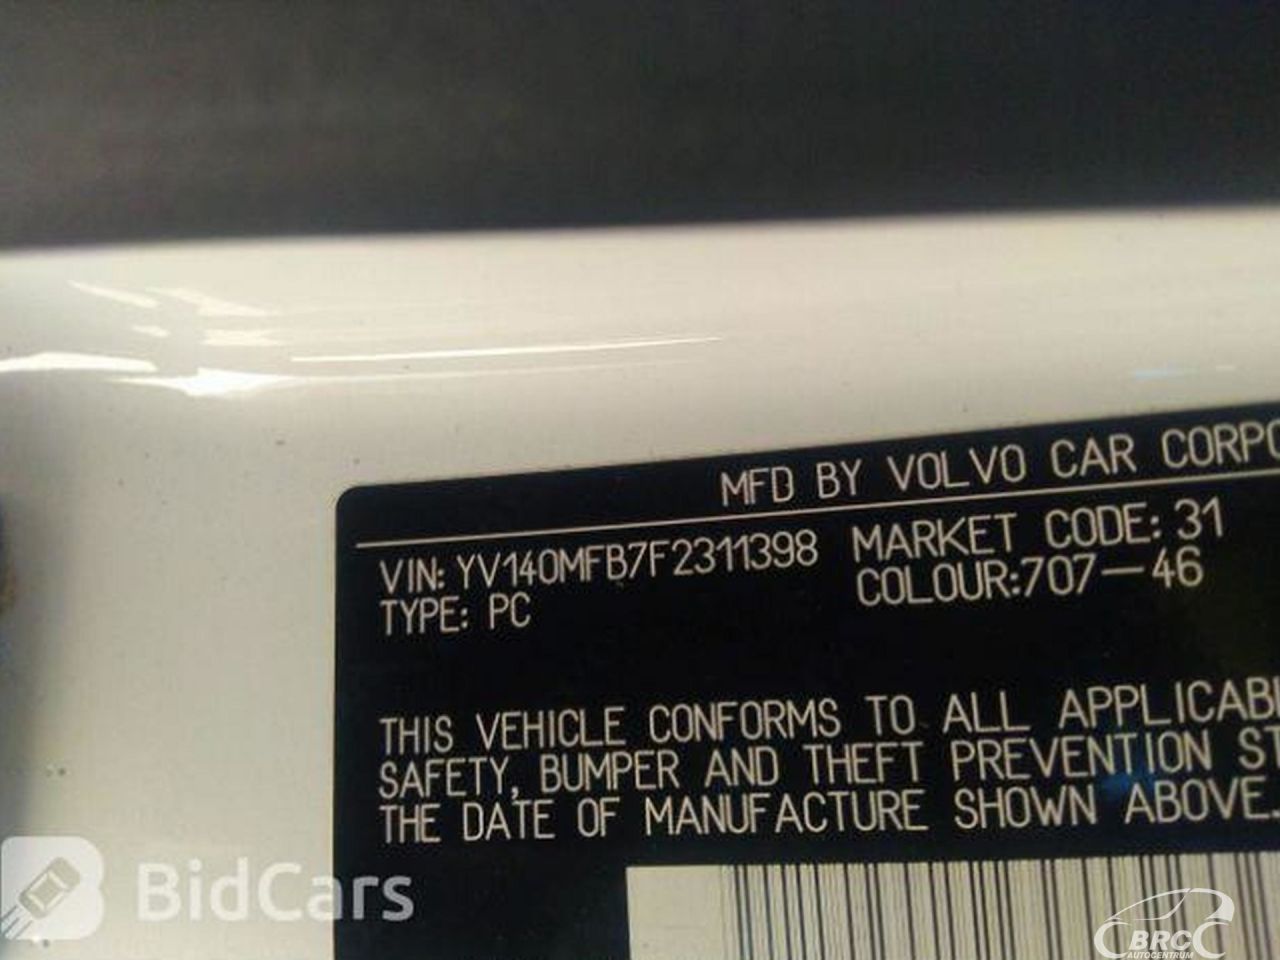 MFD BY VOLVO CAR CORPO
VIN: YV140MFB7F2311398 MARKET CODE: 31
TYPE: PC COLOUR:707-46
THIS VEHICLE CONFORMS TO ALL APPLICABL
SAFETY, BUMPER AND THEFT PREVENTION ST
THE DATE OF MANUFACTURE SHOWN ABOVE.
BidCars
BRC
AUTOCENTRUM